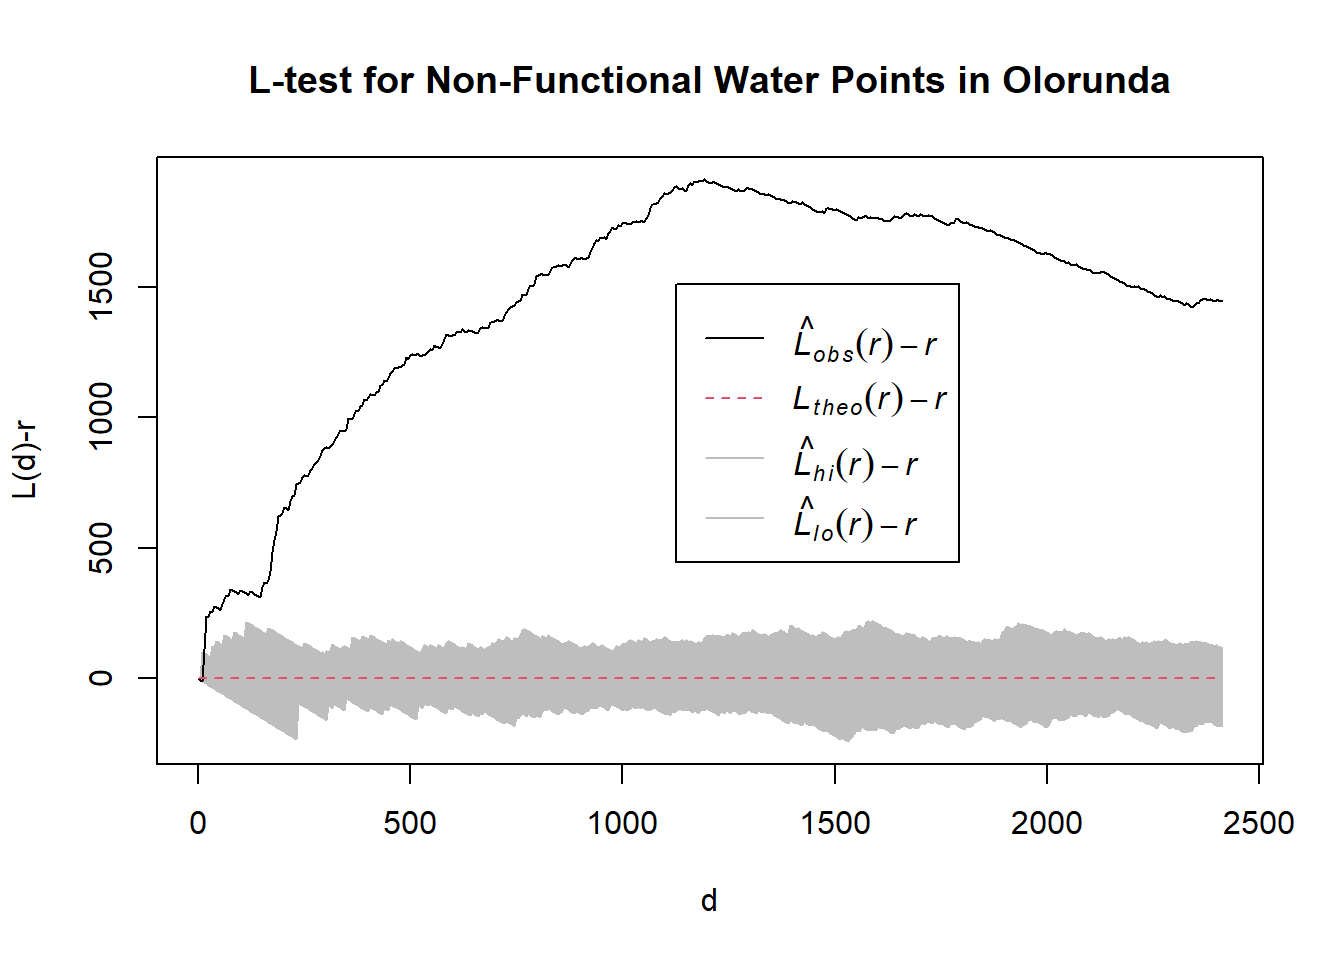 L-test for Non-Functional Water Points in Olorunda
L(d)-r
1500
1000
500
0
L̂obs(r) − r
Ltheo(r) − r
L̂hi(r) − r
L̂lo(r) − r
0 500 1000 1500 2000 2500
d